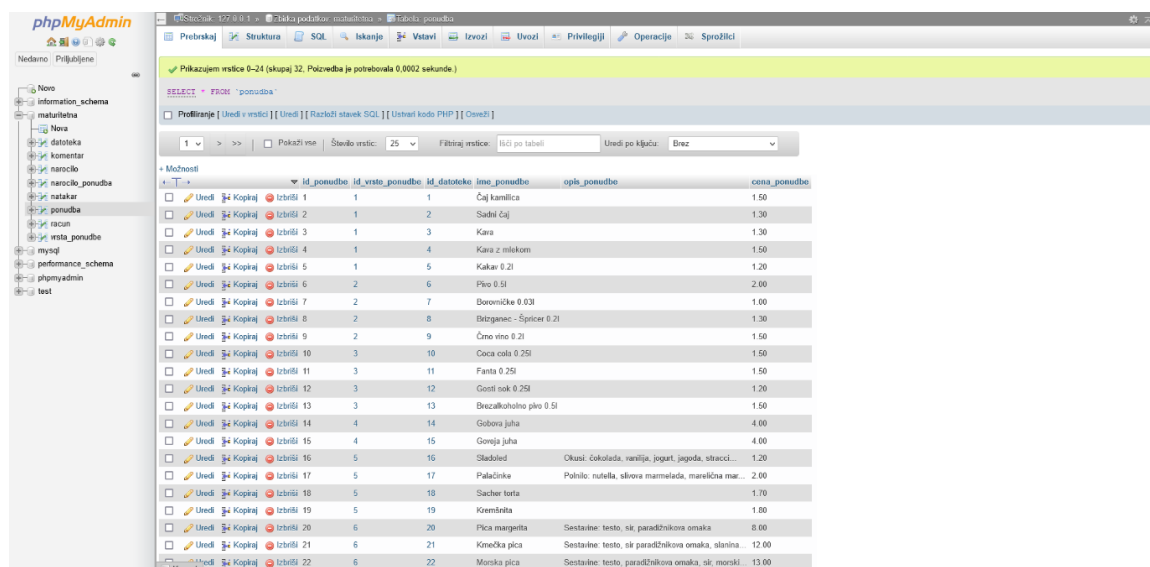 phpMyAdmin
Nedavno Priljubljene
Novo
information_schema
maturitetna
Nova
datoteka
komentar
narocilo
narocilo_ponudba
natakar
ponudba
racun
vrsta_ponudbe
mysql
performance_schema
phpmyadmin
test
Strežnik: 127.0.0.1 » Zbirka podatkov: maturitetna » Tabela: ponudba
Prebrskaj Struktura SQL Iskanje Vstavi Izvozi Uvozi Privilegiji Operacije Sprožilci
Prikazujem vrstice 0–24 (skupaj 32, Poizvedba je potrebovala 0,0002 sekunde.)
SELECT * FROM `ponudba`
Profiliranje [ Uredi v vrstici ] [ Uredi ] [ Razloži stavek SQL ] [ Ustvari kodo PHP ] [ Osveži ]
1 > >> Pokaži vse Število vrstic: 25 Filtriraj vrstice: Išči po tabeli Uredi po ključu: Brez
+ Možnosti
id_ponudbe id_vrste_ponudbe id_datoteke ime_ponudbe opis_ponudbe cena_ponudbe
Uredi Kopiraj Izbriši 1 1 1 Čaj kamilica 1.50
Uredi Kopiraj Izbriši 2 1 2 Sadni čaj 1.30
Uredi Kopiraj Izbriši 3 1 3 Kava 1.30
Uredi Kopiraj Izbriši 4 1 4 Kava z mlekom 1.50
Uredi Kopiraj Izbriši 5 1 5 Kakav 0.2l 1.20
Uredi Kopiraj Izbriši 6 2 6 Pivo 0.5l 2.00
Uredi Kopiraj Izbriši 7 2 7 Borovničke 0.03l 1.00
Uredi Kopiraj Izbriši 8 2 8 Brizganec - Špricer 0.2l 1.30
Uredi Kopiraj Izbriši 9 2 9 Črno vino 0.2l 1.50
Uredi Kopiraj Izbriši 10 3 10 Coca cola 0.25l 1.50
Uredi Kopiraj Izbriši 11 3 11 Fanta 0.25l 1.50
Uredi Kopiraj Izbriši 12 3 12 Gosti sok 0.25l 1.20
Uredi Kopiraj Izbriši 13 3 13 Brezalkoholno pivo 0.5l 1.50
Uredi Kopiraj Izbriši 14 4 14 Gobova juha 4.00
Uredi Kopiraj Izbriši 15 4 15 Goveja juha 4.00
Uredi Kopiraj Izbriši 16 5 16 Sladoled Okusi: čokolada, vanilija, jogurt, jagoda, stracci... 1.20
Uredi Kopiraj Izbriši 17 5 17 Palačinke Polnilo: nutella, slivova marmelada, marelična mar... 2.00
Uredi Kopiraj Izbriši 18 5 18 Sacher torta 1.70
Uredi Kopiraj Izbriši 19 5 19 Kremšnita 1.80
Uredi Kopiraj Izbriši 20 6 20 Pica margerita Sestavine: testo, sir, paradižnikova omaka 8.00
Uredi Kopiraj Izbriši 21 6 21 Kmečka pica Sestavine: testo, sir paradižnikova omaka, slanina... 12.00
Uredi Kopiraj Izbriši 22 6 22 Morska pica Sestavine: testo, paradižnikova omaka, sir, morski... 13.00